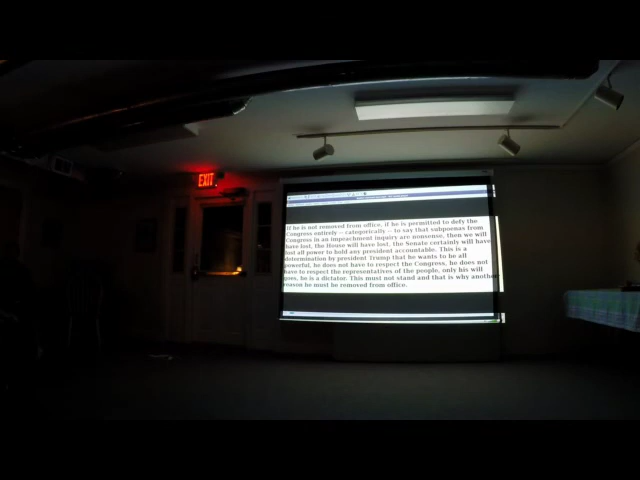 EXIT
If he is not removed from office, if he is permitted to defy the
Congress entirely -- categorically -- to say that subpoenas from
Congress in an impeachment inquiry are nonsense, then we will
have lost, the House will have lost, the Senate certainly will have
lost all power to hold any president accountable. This is a
determination by president Trump that he wants to be all
powerful, he does not have to respect the Congress, he does not
have to respect the representatives of the people, only his will
goes, he is a dictator. This must not stand and that is why another
reason he must be removed from office.